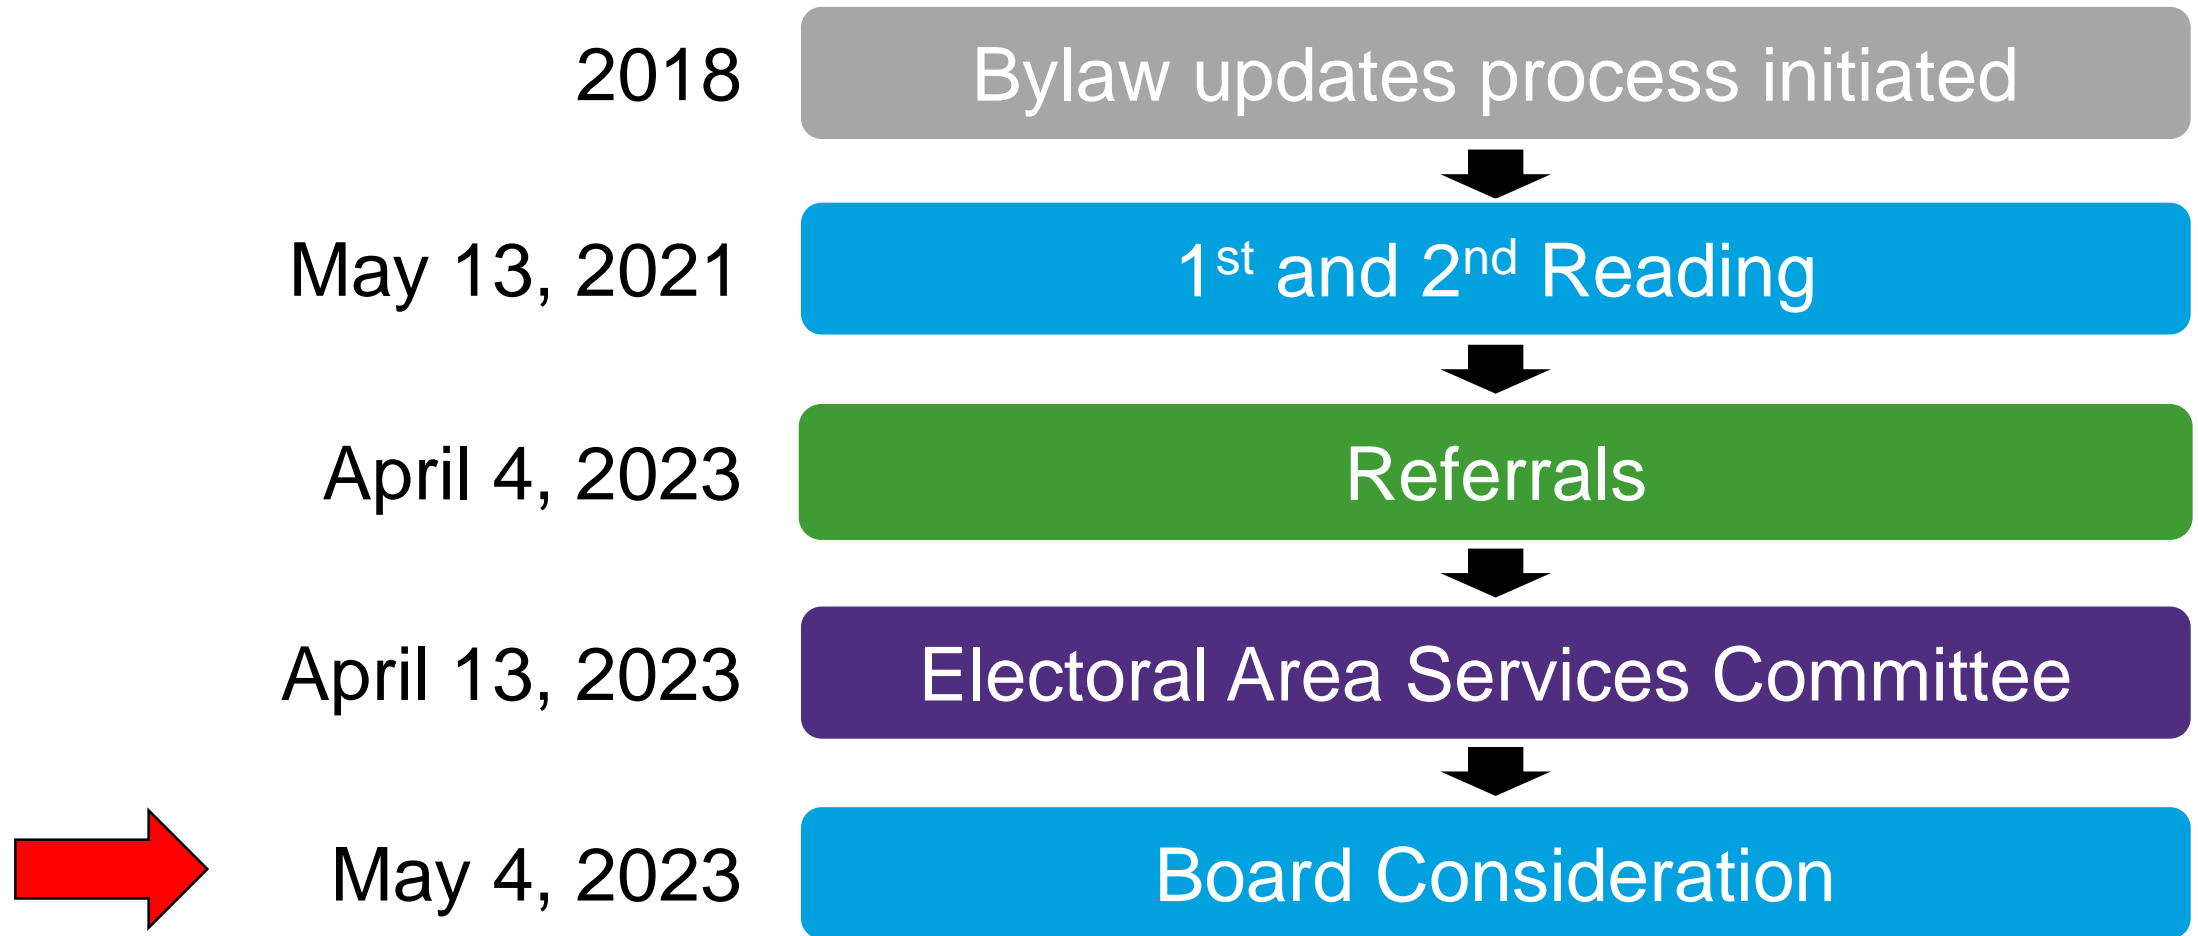 2018 Bylaw updates process initiated
May 13, 2021 1st and 2nd Reading
April 4, 2023 Referrals
April 13, 2023 Electoral Area Services Committee
May 4, 2023 Board Consideration